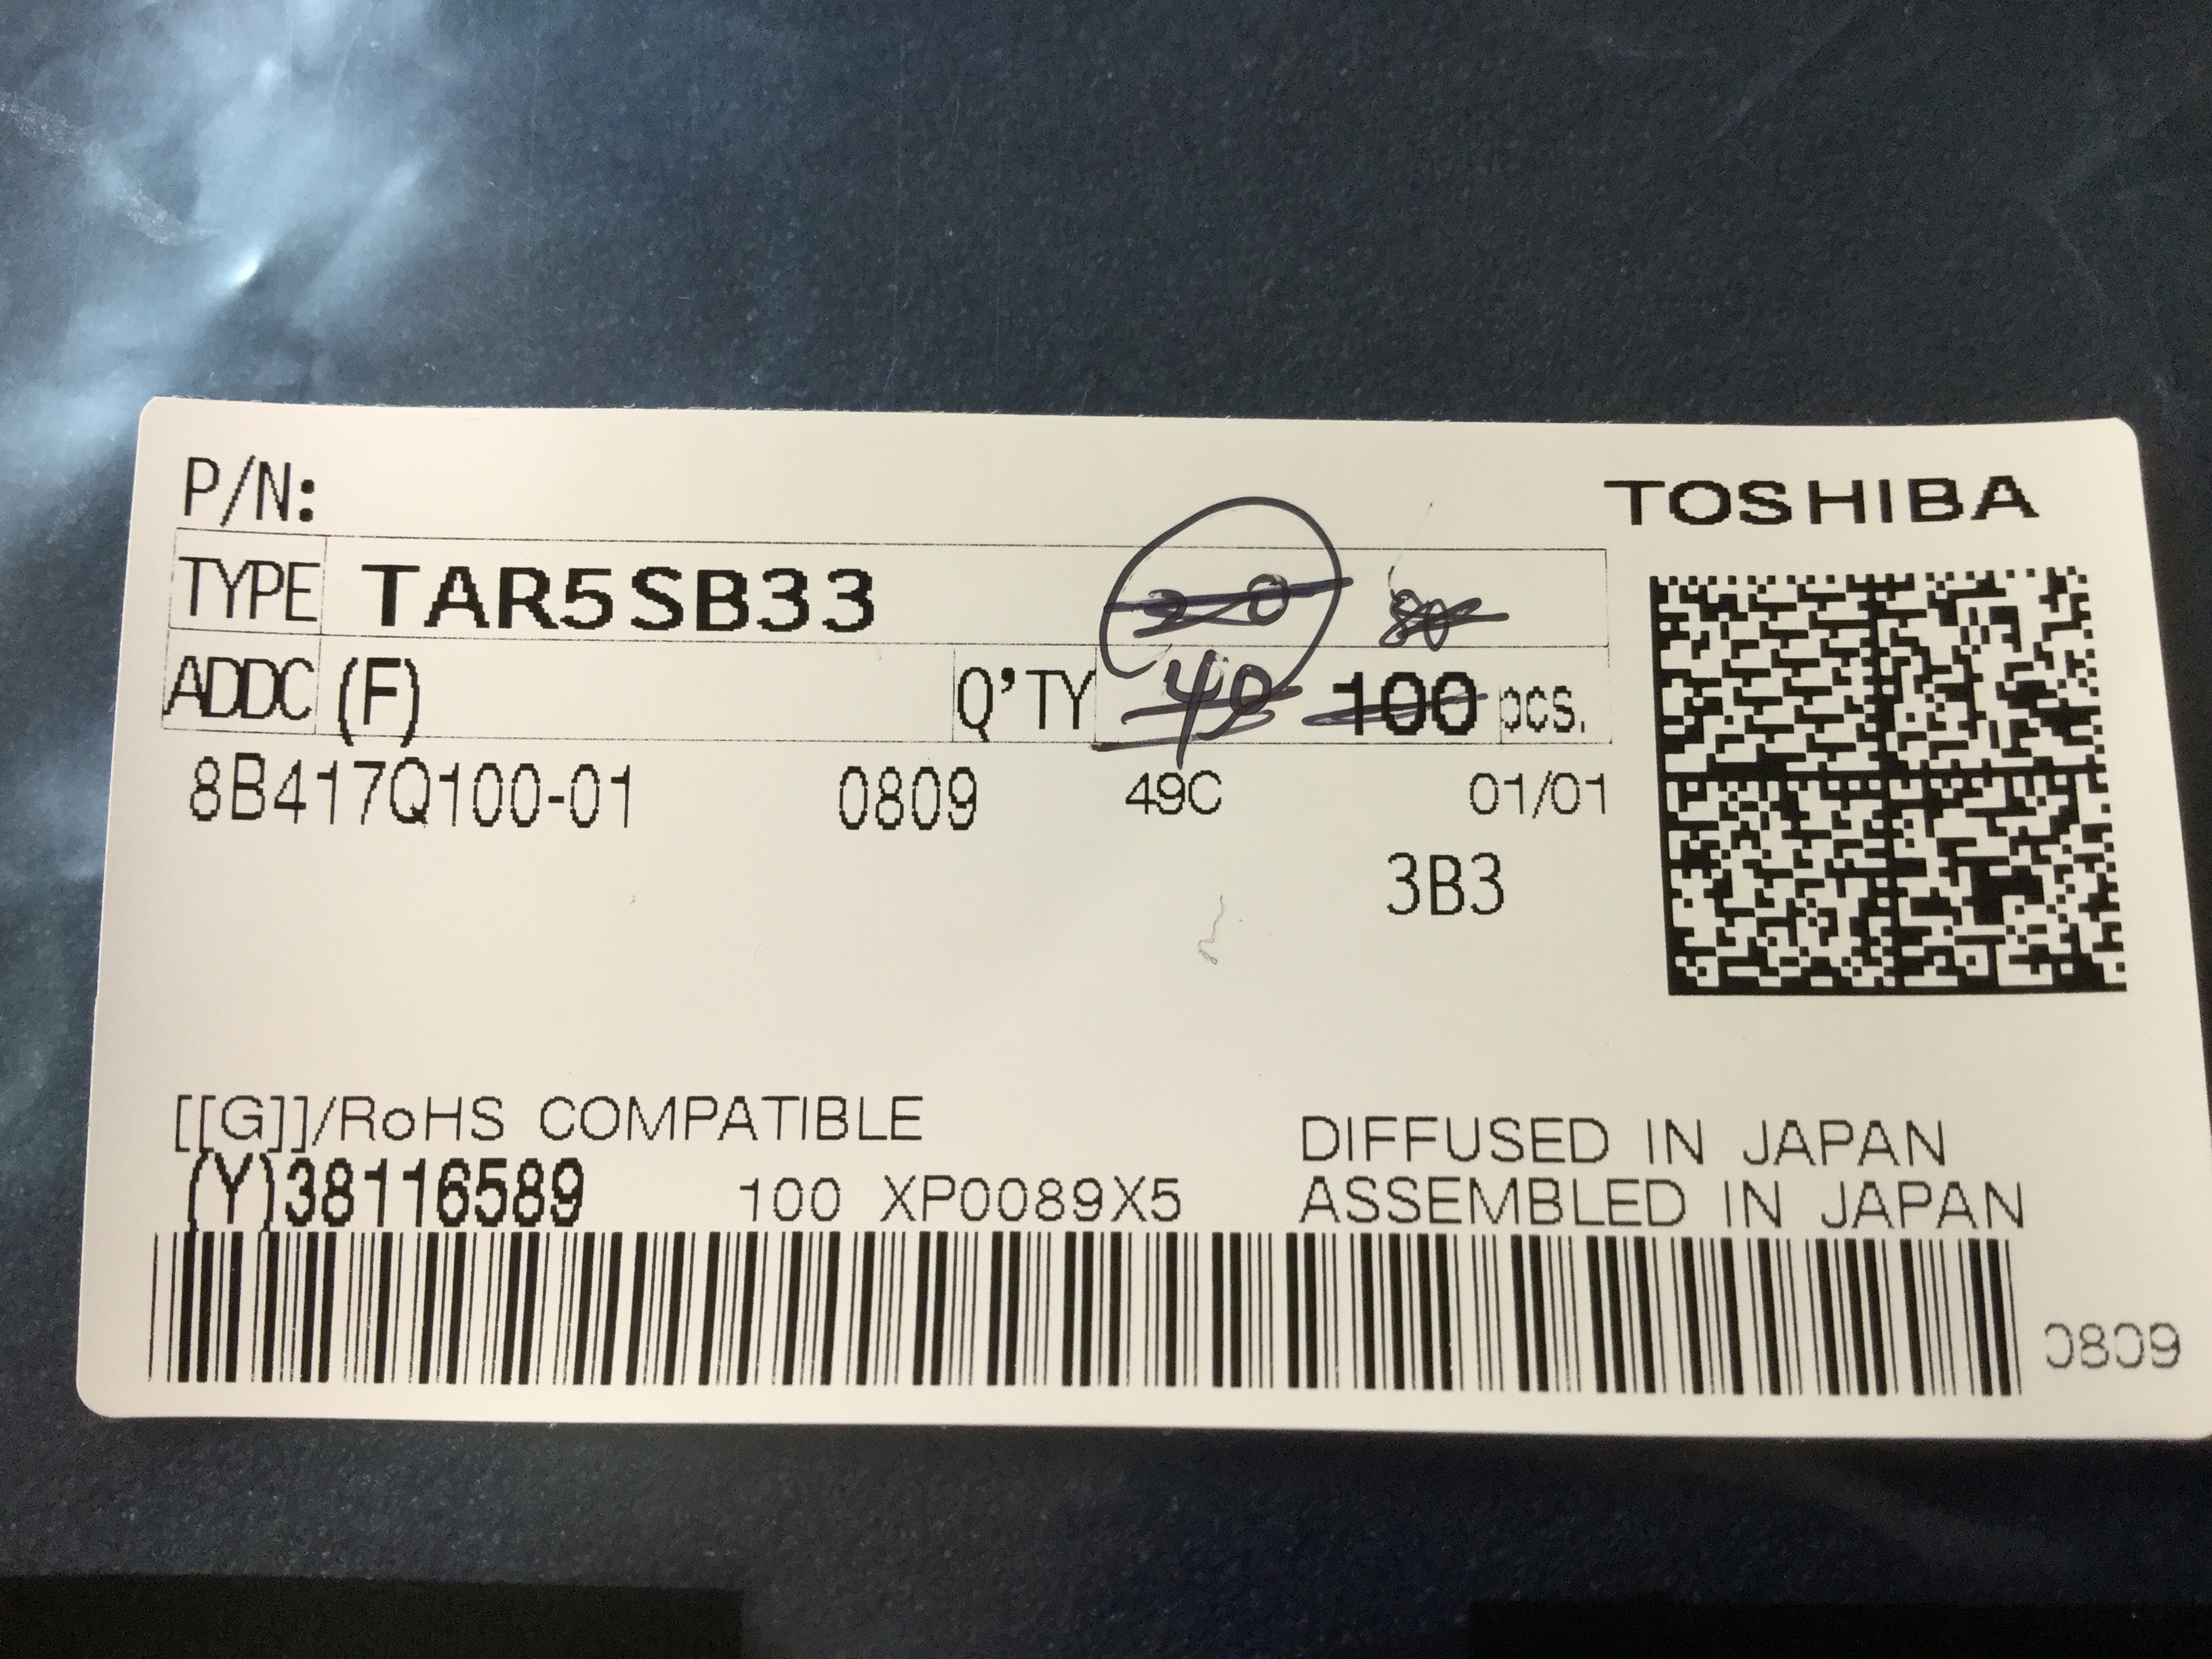 P/N:
TOSHIBA
TYPE TAR5SB33 20 80
ADDC (F) Q'TY 40 100 pcs.
8B417Q100-01 0809 49C 01/01
3B3
[[G]]/RoHS COMPATIBLE
DIFFUSED IN JAPAN
(Y)38116589 100 XP0089X5
ASSEMBLED IN JAPAN
0809